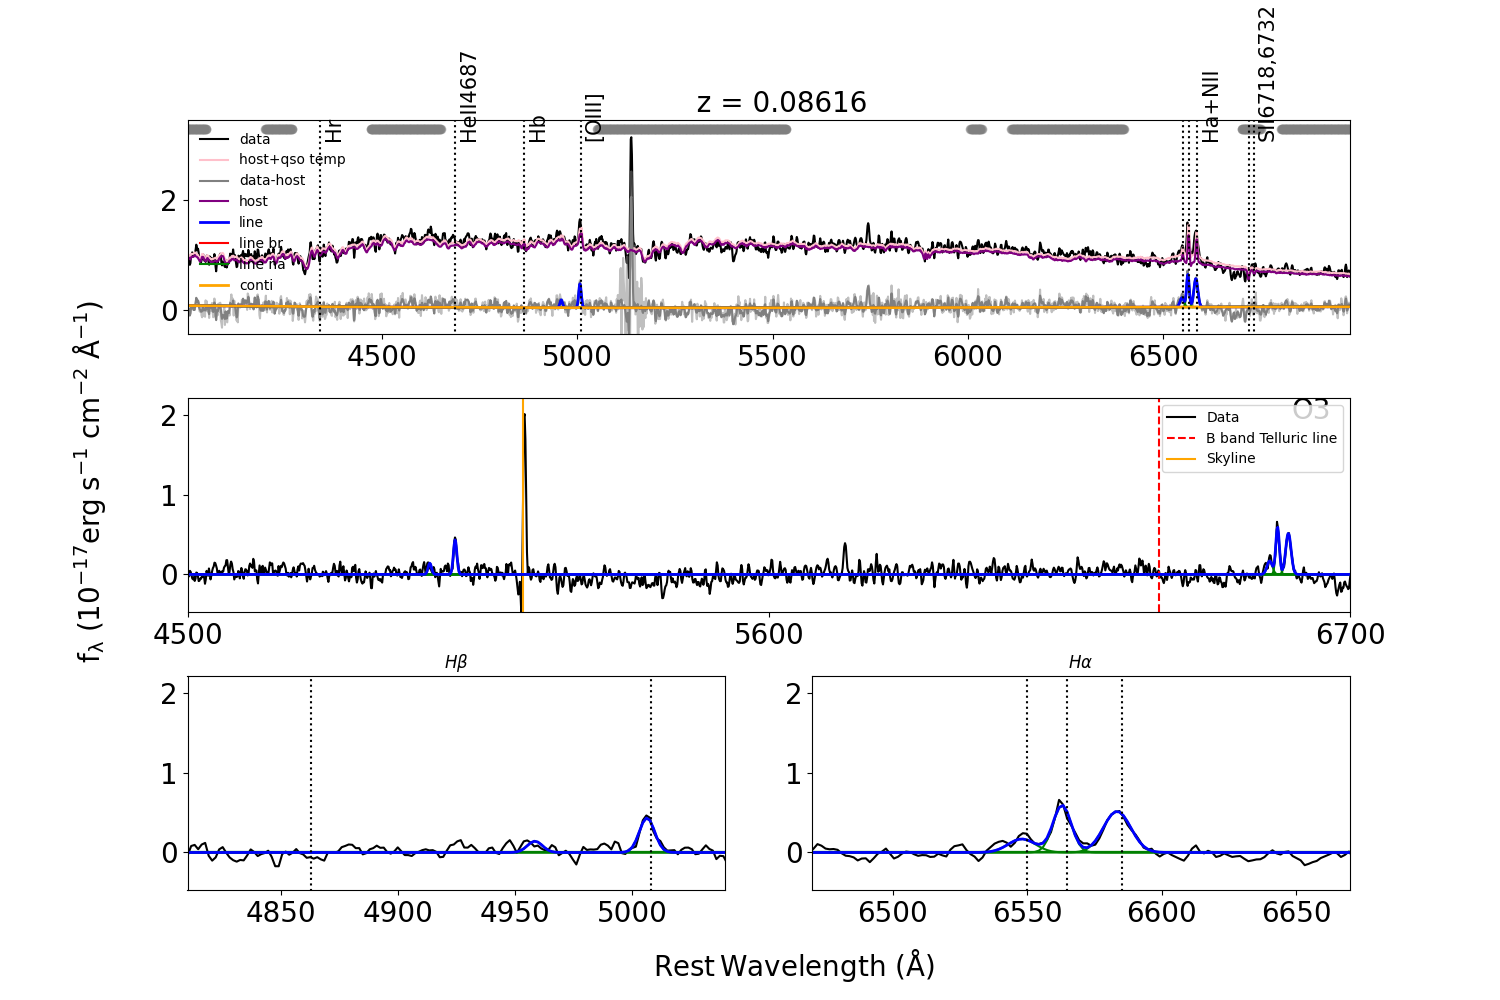 z = 0.08616
Hr
HeII4687
Hb
[OIII]
Ha+NII
SII6718,6732
data
host+qso temp
data-host
host
line
line br
line na
conti
2
0
4500 5000 5500 6000 6500
O3
Data
B band Telluric line
Skyline
2
1
0
4500 5600 6700
fλ (10⁻¹⁷erg s⁻¹ cm⁻² Å⁻¹)
Hβ
2
1
0
4850 4900 4950 5000
Hα
2
1
0
6500 6550 6600 6650
Rest Wavelength (Å)